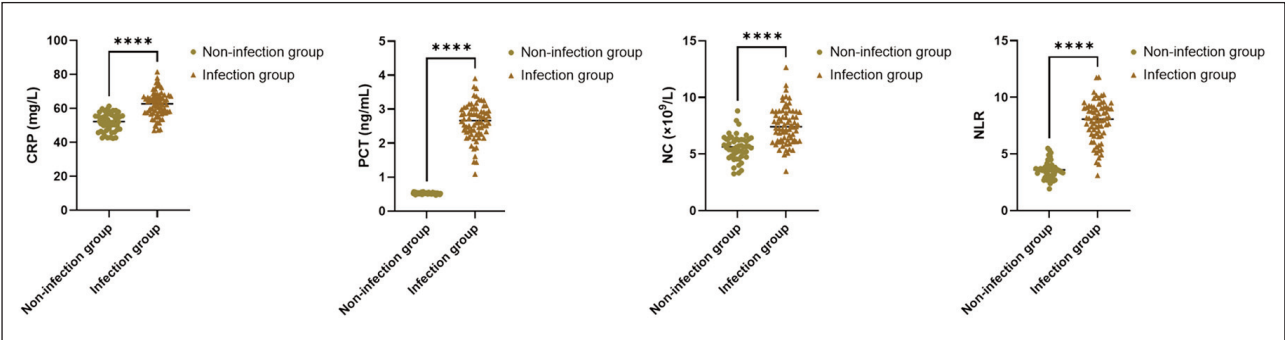 100
80
60
40
20
0
CRP (mg/L)
****
Non-infection group
Infection group
Non-infection group
Infection group
5
4
3
2
1
0
PCT (ng/mL)
****
Non-infection group
Infection group
Non-infection group
Infection group
15
10
5
0
NC (×10⁹/L)
****
Non-infection group
Infection group
Non-infection group
Infection group
15
10
5
0
NLR
****
Non-infection group
Infection group
Non-infection group
Infection group